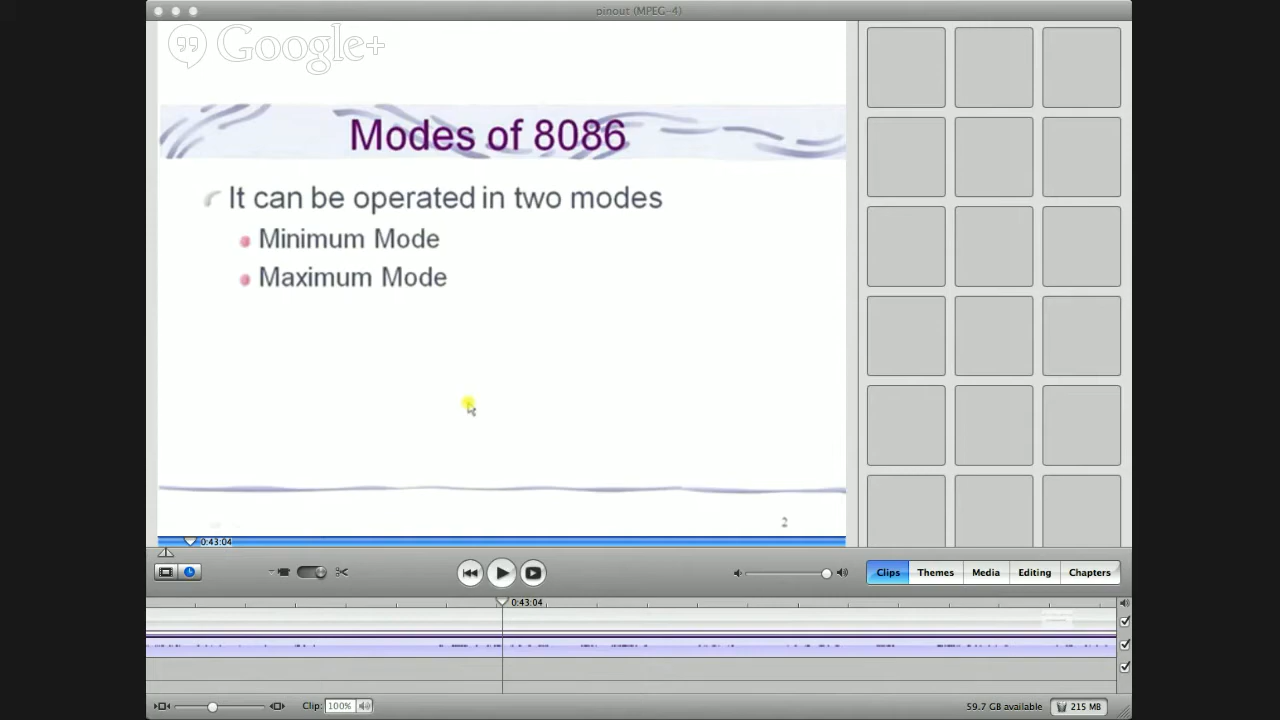 pinout (MPEG-4)
Google+
Modes of 8086
It can be operated in two modes
Minimum Mode
Maximum Mode
2
0:43:04
Clips Themes Media Editing Chapters
0:43:04
Clip: 100%
59.7 GB available 215 MB